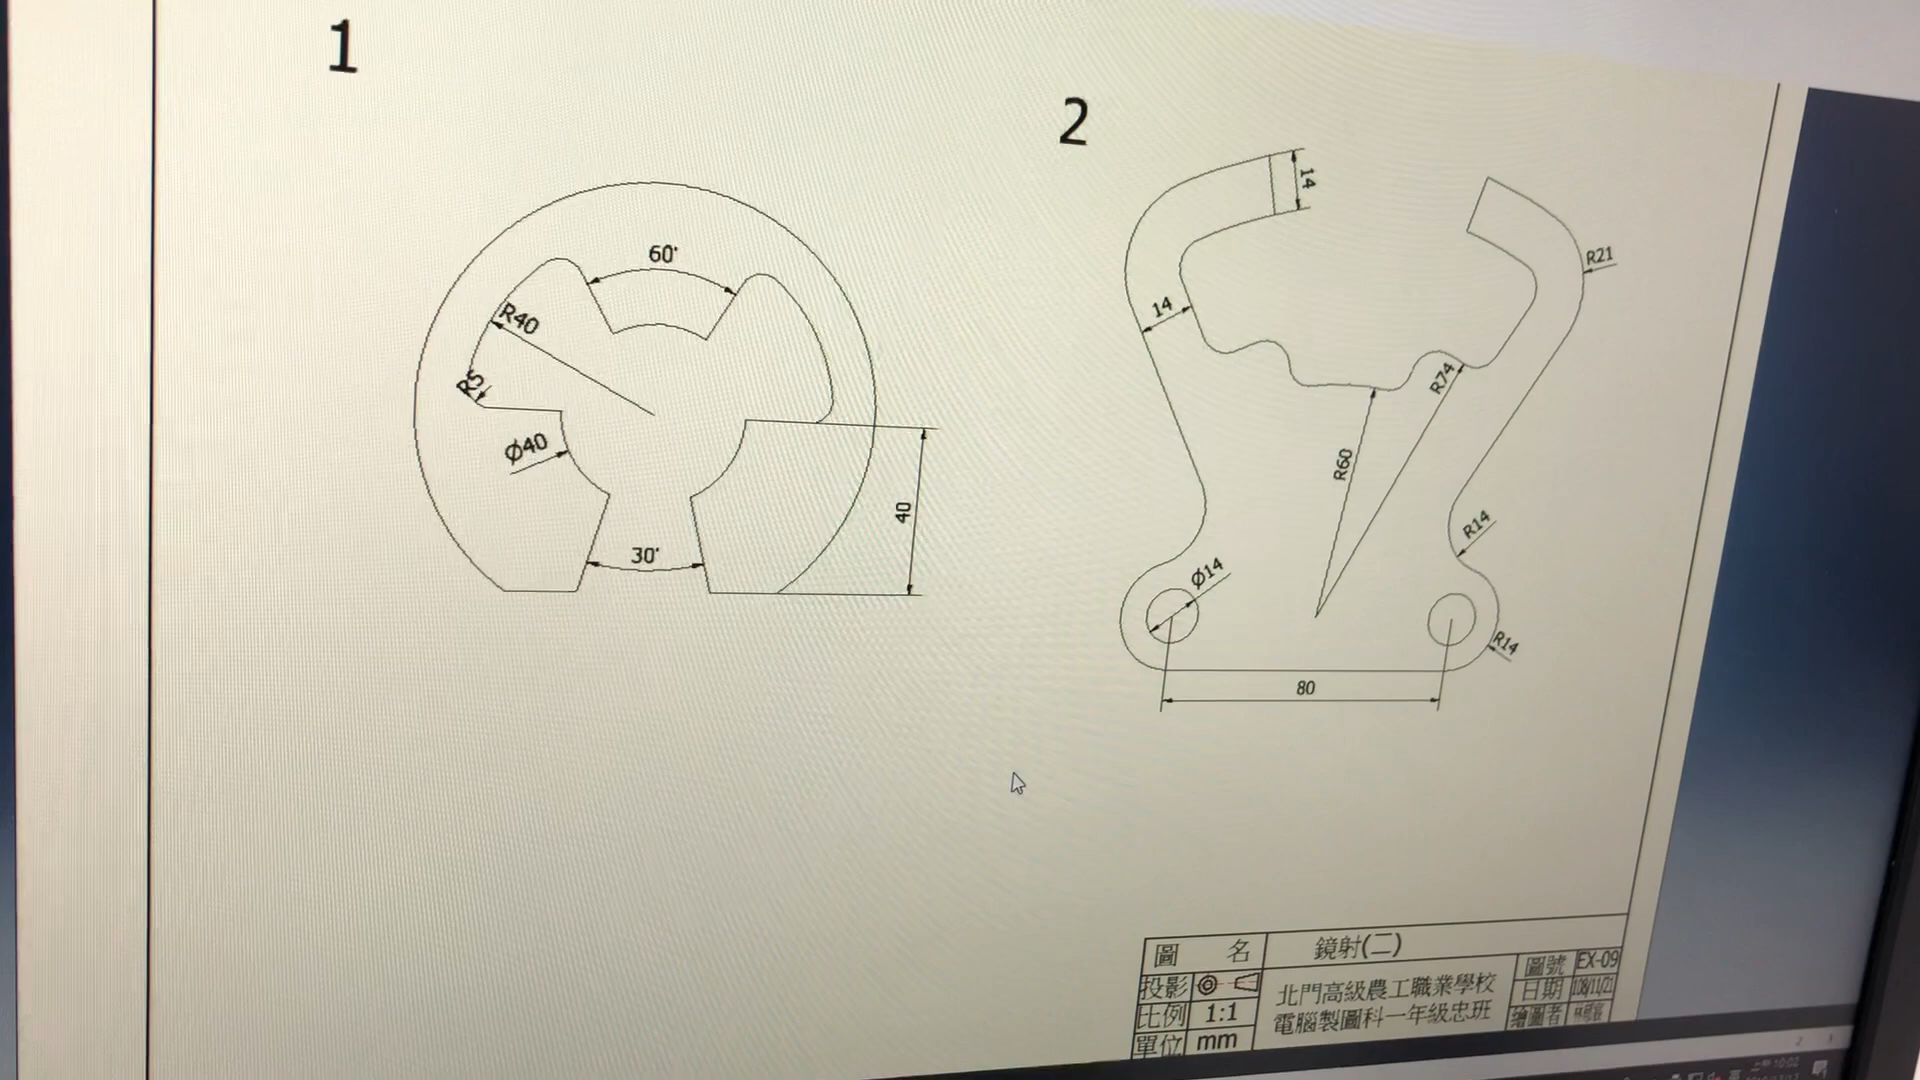 1
2
60°
R40
R5
Ø40
30°
40
14
14
R21
R74
R60
R14
Ø14
R14
80
圖名 鏡射(二)
投影
比例 1:1
單位 mm
北門高級農工職業學校
電腦製圖科一年級忠班
圖號 EX-09
日期 108/11/21
繪圖者